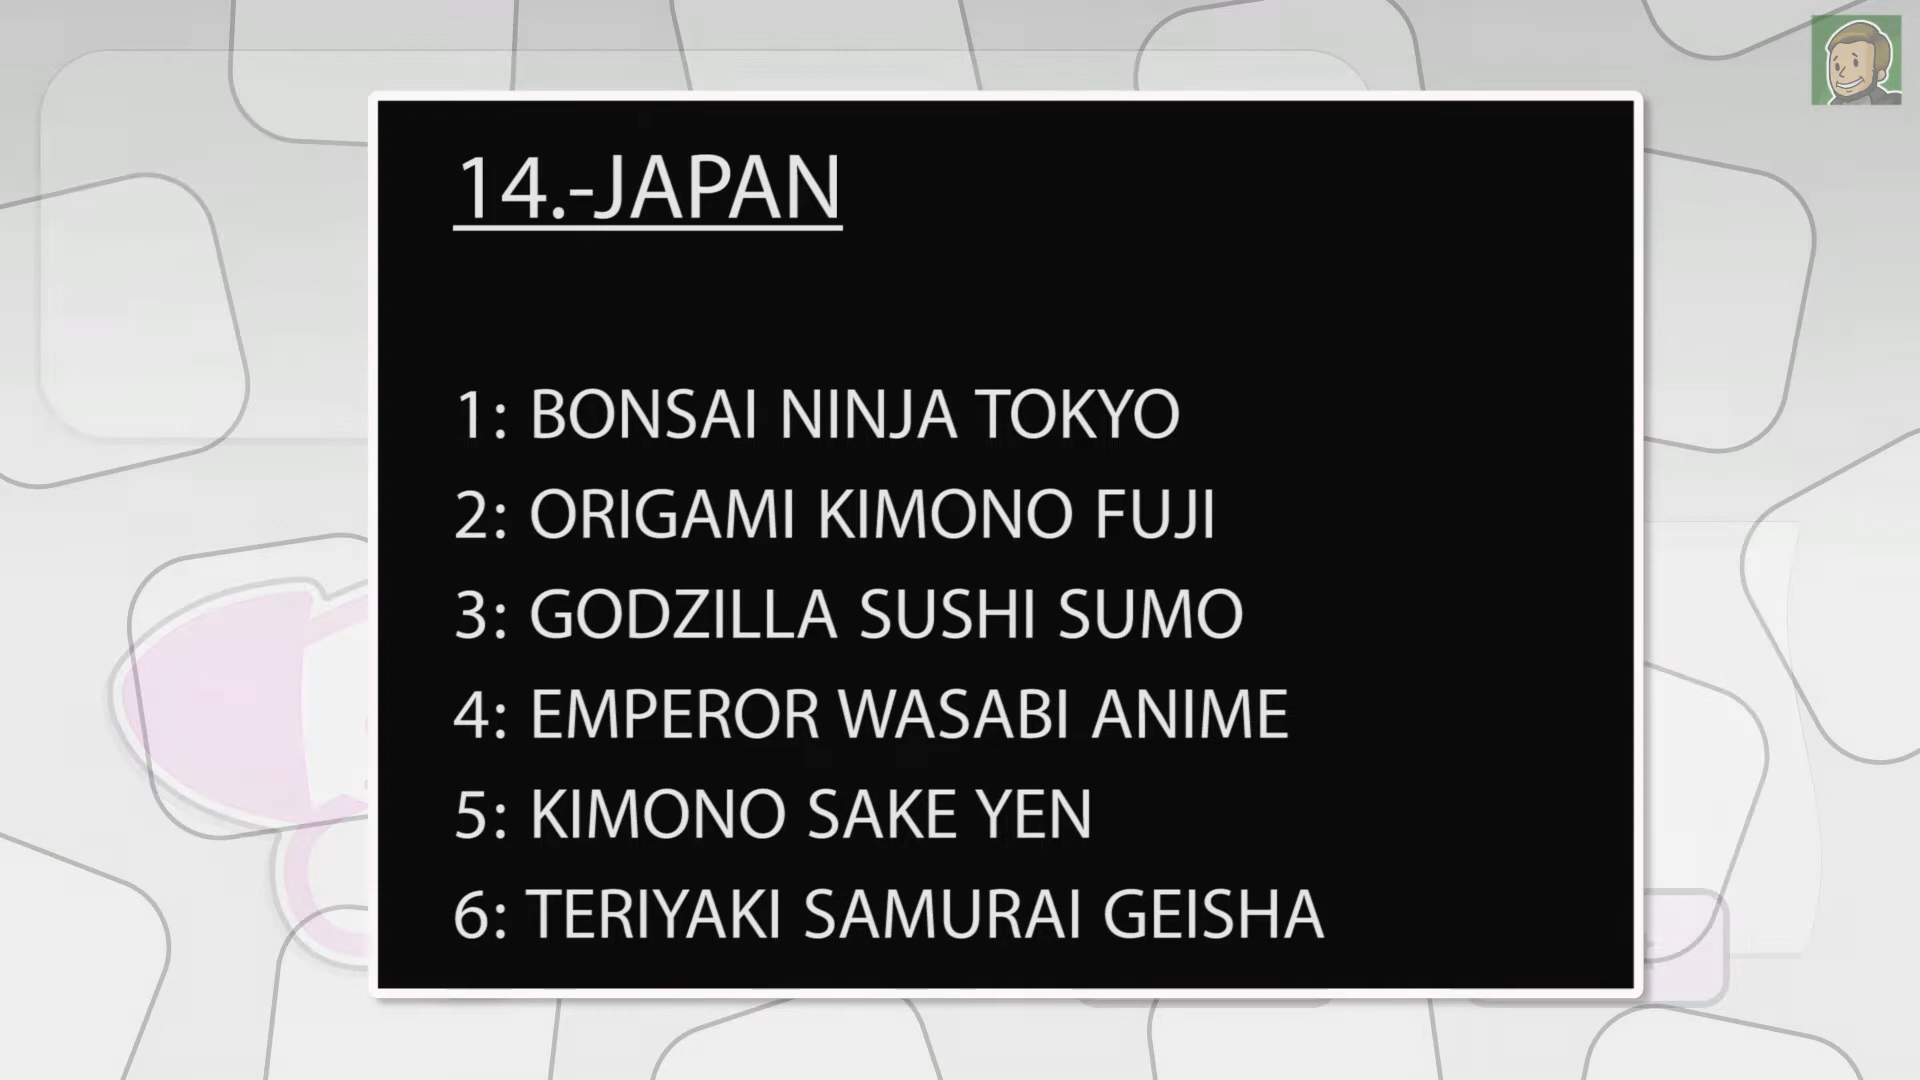 14.-JAPAN
1: BONSAI NINJA TOKYO
2: ORIGAMI KIMONO FUJI
3: GODZILLA SUSHI SUMO
4: EMPEROR WASABI ANIME
5: KIMONO SAKE YEN
6: TERIYAKI SAMURAI GEISHA